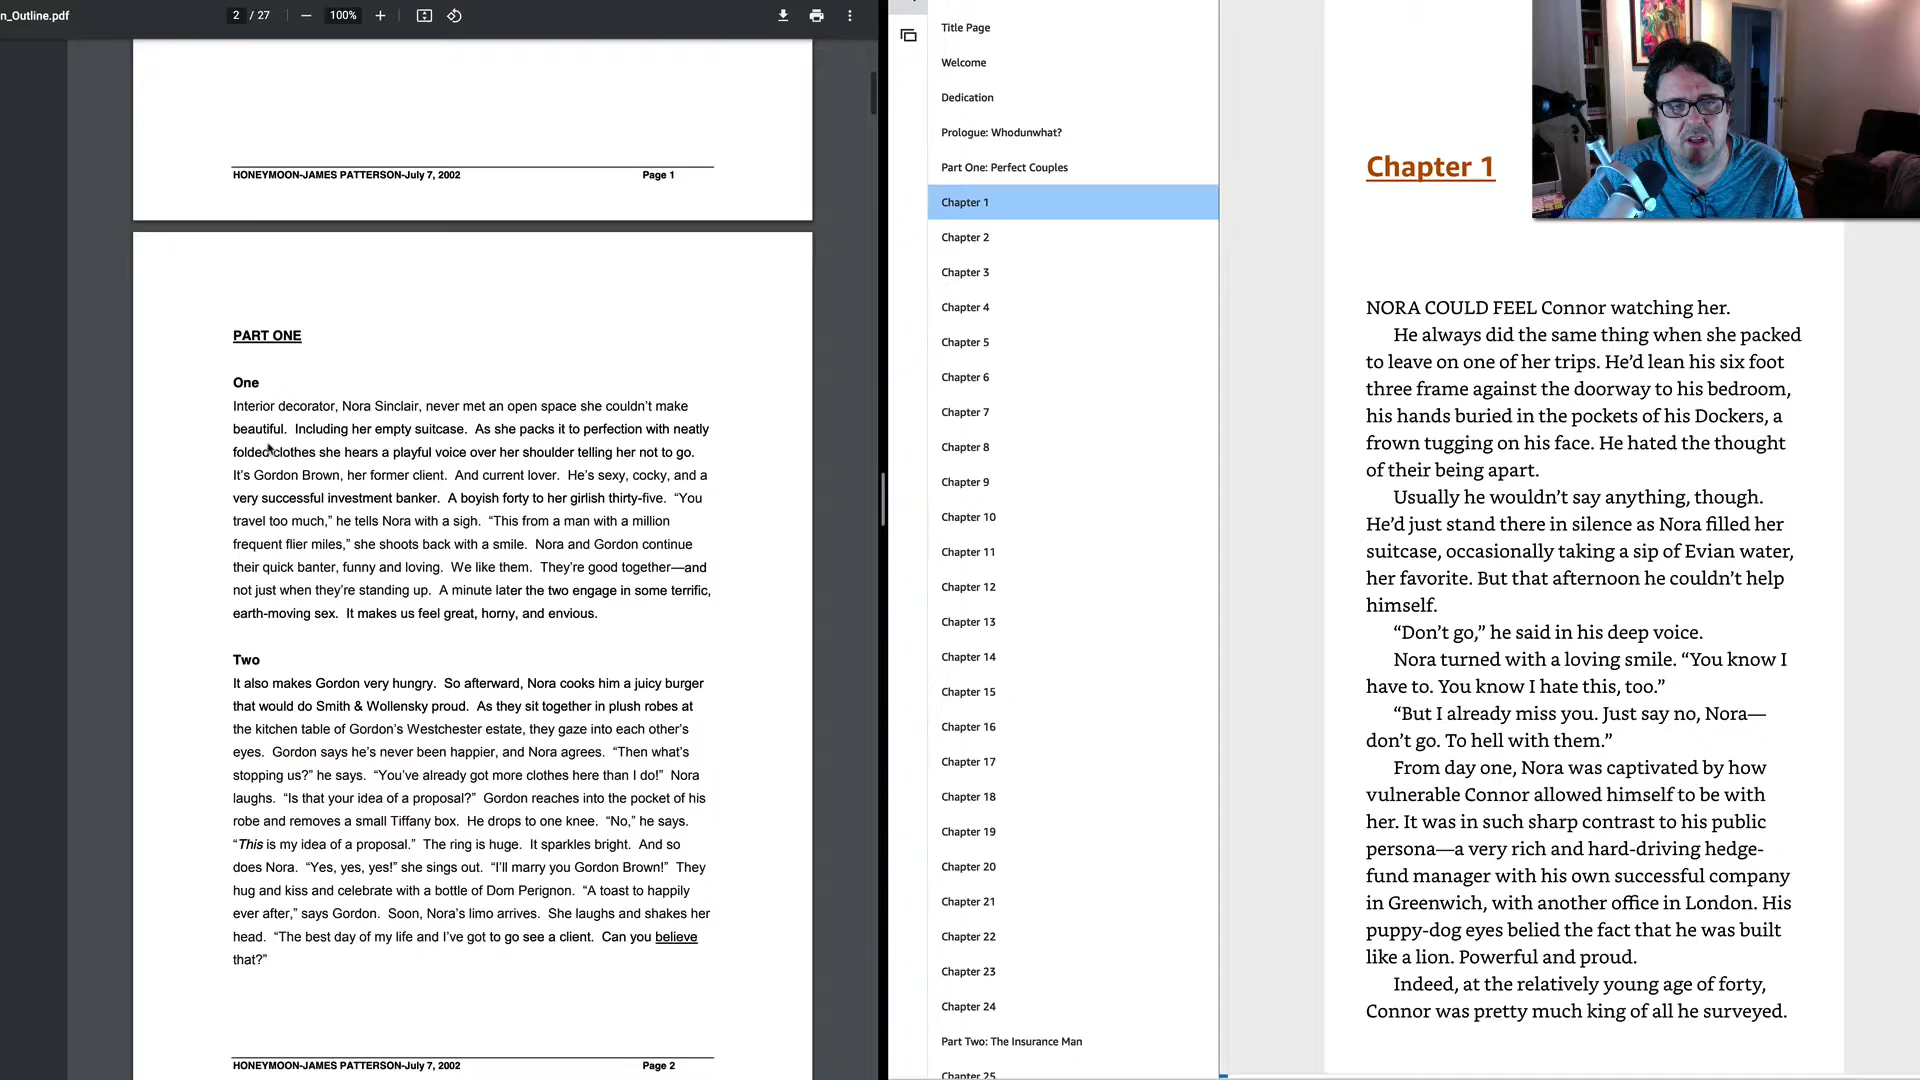 n_Outline.pdf
2 / 27
100%
HONEYMOON-JAMES PATTERSON-July 7, 2002 Page 1
PART ONE
One
Interior decorator, Nora Sinclair, never met an open space she couldn’t make
beautiful. Including her empty suitcase. As she packs it to perfection with neatly
folded clothes she hears a playful voice over her shoulder telling her not to go.
It’s Gordon Brown, her former client. And current lover. He’s sexy, cocky, and a
very successful investment banker. A boyish forty to her girlish thirty-five. “You
travel too much,” he tells Nora with a sigh. “This from a man with a million
frequent flier miles,” she shoots back with a smile. Nora and Gordon continue
their quick banter, funny and loving. We like them. They’re good together—and
not just when they’re standing up. A minute later the two engage in some terrific,
earth-moving sex. It makes us feel great, horny, and envious.
Two
It also makes Gordon very hungry. So afterward, Nora cooks him a juicy burger
that would do Smith & Wollensky proud. As they sit together in plush robes at
the kitchen table of Gordon’s Westchester estate, they gaze into each other’s
eyes. Gordon says he’s never been happier, and Nora agrees. “Then what’s
stopping us?” he says. “You’ve already got more clothes here than I do!” Nora
laughs. “Is that your idea of a proposal?” Gordon reaches into the pocket of his
robe and removes a small Tiffany box. He drops to one knee. “No,” he says.
“This is my idea of a proposal.” The ring is huge. It sparkles bright. And so
does Nora. “Yes, yes, yes!” she sings out. “I’ll marry you Gordon Brown!” They
hug and kiss and celebrate with a bottle of Dom Perignon. “A toast to happily
ever after,” says Gordon. Soon, Nora’s limo arrives. She laughs and shakes her
head. “The best day of my life and I’ve got to go see a client. Can you believe
that?”
HONEYMOON-JAMES PATTERSON-July 7, 2002 Page 2
Title Page
Welcome
Dedication
Prologue: Whodunwhat?
Part One: Perfect Couples
Chapter 1
Chapter 2
Chapter 3
Chapter 4
Chapter 5
Chapter 6
Chapter 7
Chapter 8
Chapter 9
Chapter 10
Chapter 11
Chapter 12
Chapter 13
Chapter 14
Chapter 15
Chapter 16
Chapter 17
Chapter 18
Chapter 19
Chapter 20
Chapter 21
Chapter 22
Chapter 23
Chapter 24
Part Two: The Insurance Man
Chapter 25
Chapter 1
NORA COULD FEEL Connor watching her.
He always did the same thing when she packed
to leave on one of her trips. He’d lean his six foot
three frame against the doorway to his bedroom,
his hands buried in the pockets of his Dockers, a
frown tugging on his face. He hated the thought
of their being apart.
Usually he wouldn’t say anything, though.
He’d just stand there in silence as Nora filled her
suitcase, occasionally taking a sip of Evian water,
her favorite. But that afternoon he couldn’t help
himself.
“Don’t go,” he said in his deep voice.
Nora turned with a loving smile. “You know I
have to. You know I hate this, too.”
“But I already miss you. Just say no, Nora—
don’t go. To hell with them.”
From day one, Nora was captivated by how
vulnerable Connor allowed himself to be with
her. It was in such sharp contrast to his public
persona—a very rich and hard-driving hedge-
fund manager with his own successful company
in Greenwich, with another office in London. His
puppy-dog eyes belied the fact that he was built
like a lion. Powerful and proud.
Indeed, at the relatively young age of forty,
Connor was pretty much king of all he surveyed.